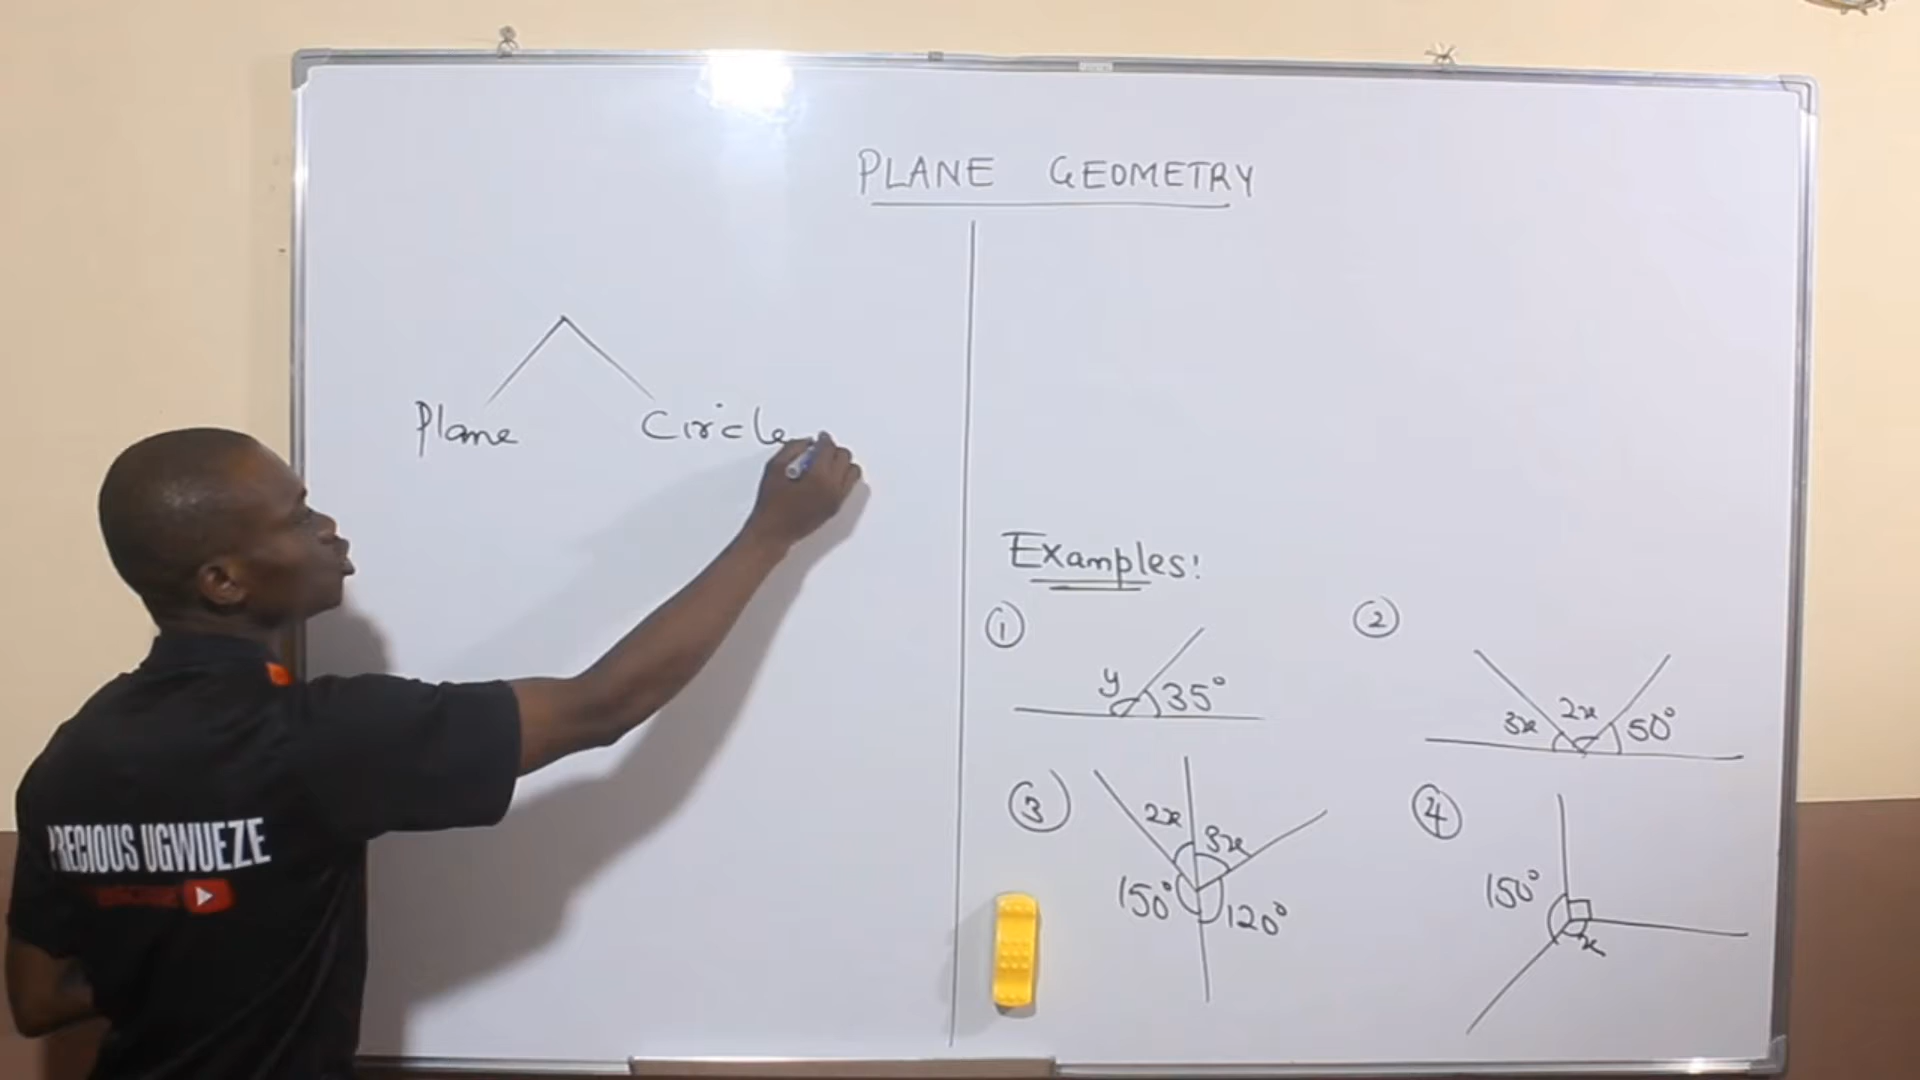 PLANE GEOMETRY
Plane Circle
Examples:
1
y 35°
2
3x 2x 50°
3
2x 3x
150° 120°
4
150°
x
PRECIOUS UGWUEZE